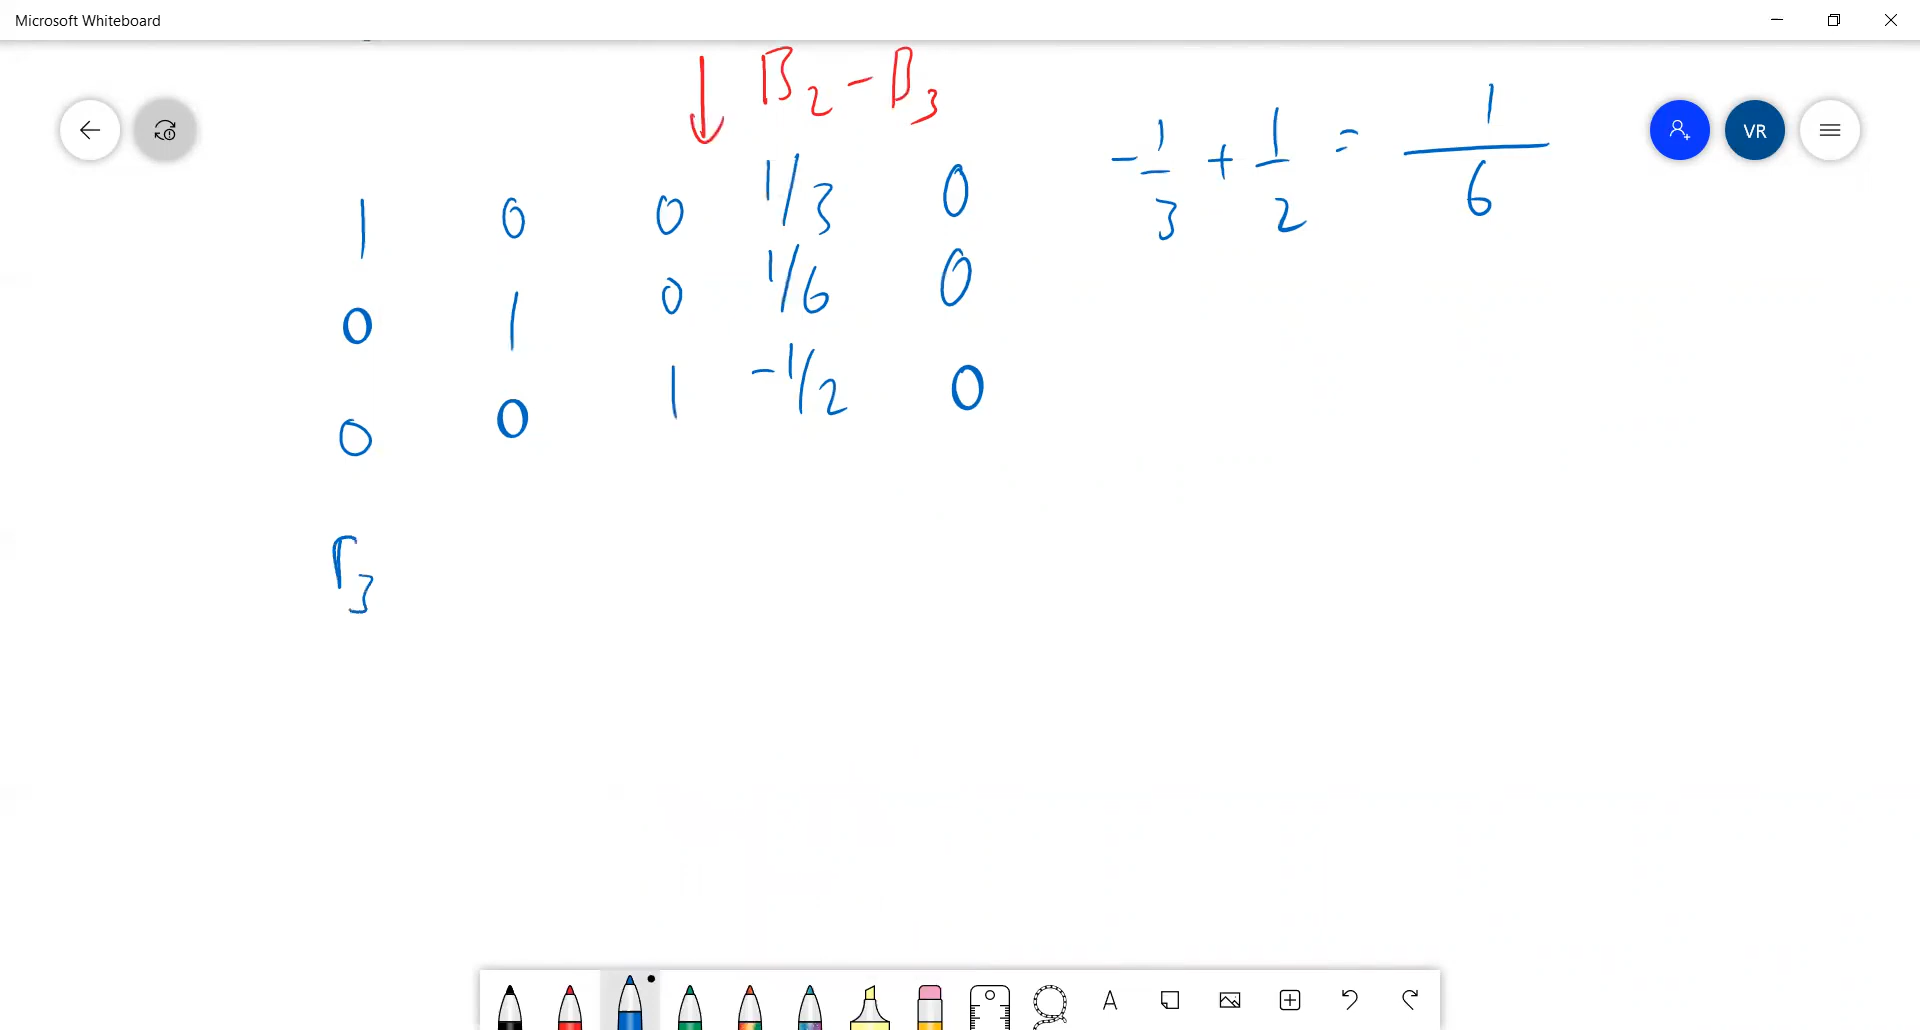 Microsoft Whiteboard
B2 - B3
-1/3 + 1/2 = 1/6
VR
1 0 0 1/3 0
0 1 0 1/6 0
0 0 1 -1/2 0
Γ3